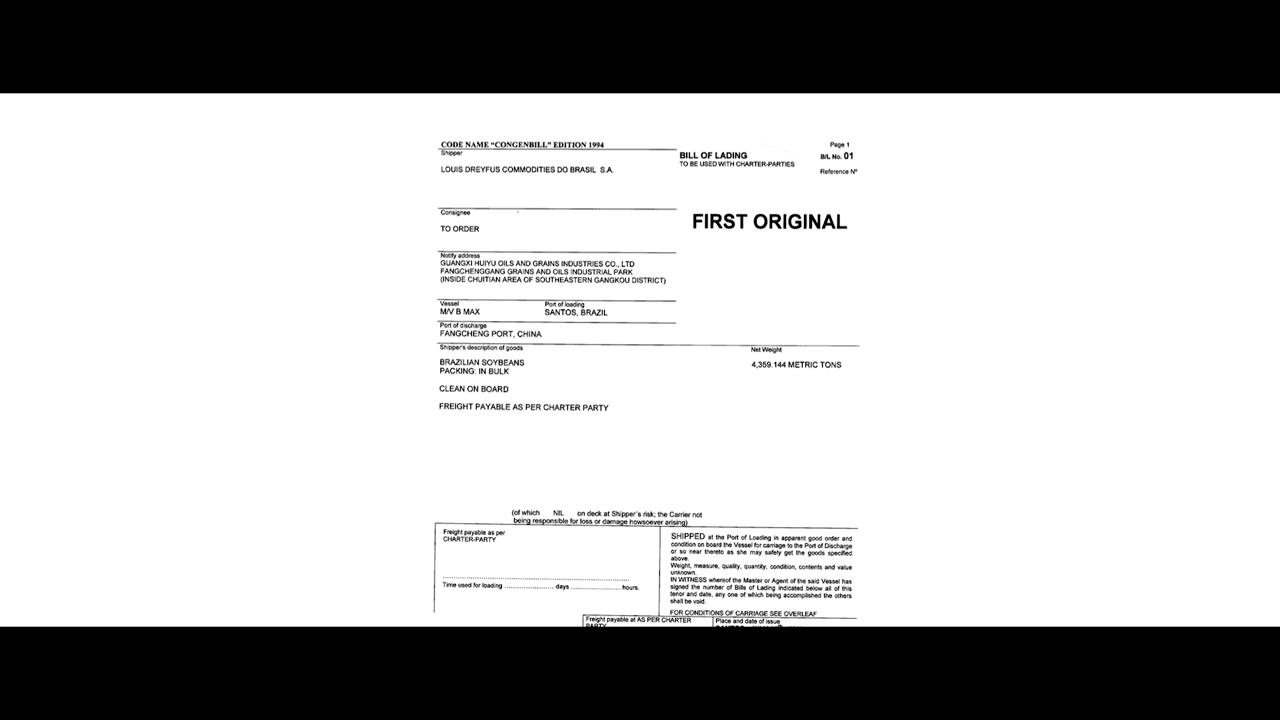 CODE NAME "CONGENBILL" EDITION 1994
Shipper
LOUIS DREYFUS COMMODITIES DO BRASIL S.A.
BILL OF LADING
TO BE USED WITH CHARTER-PARTIES
Page 1
B/L No. 01
Reference Nº
FIRST ORIGINAL
Consignee
TO ORDER
Notify address
GUANGXI HUIYU OILS AND GRAINS INDUSTRIES CO., LTD
FANGCHENGGANG GRAINS AND OILS INDUSTRIAL PARK
(INSIDE CHUITIAN AREA OF SOUTHEASTERN GANGKOU DISTRICT)
Vessel
M/V B MAX
Port of loading
SANTOS, BRAZIL
Port of discharge
FANGCHENG PORT, CHINA
Shipper's description of goods
Net Weight
BRAZILIAN SOYBEANS
PACKING: IN BULK
4,359.144 METRIC TONS
CLEAN ON BOARD
FREIGHT PAYABLE AS PER CHARTER PARTY
(of which NIL on deck at Shipper's risk; the Carrier not
being responsible for loss or damage howsoever arising)
Freight payable as per
CHARTER-PARTY
Time used for loading .................. days .................. hours.
SHIPPED at the Port of Loading in apparent good order and
condition on board the Vessel for carriage to the Port of Discharge
or so near thereto as she may safely get the goods specified
above.
Weight, measure, quality, quantity, condition, contents and value
unknown.
IN WITNESS whereof the Master or Agent of the said Vessel has
signed the number of Bills of Lading indicated below all of this
tenor and date, any one of which being accomplished the others
shall be void.
FOR CONDITIONS OF CARRIAGE SEE OVERLEAF
Freight payable at AS PER CHARTER
PARTY
Place and date of issue